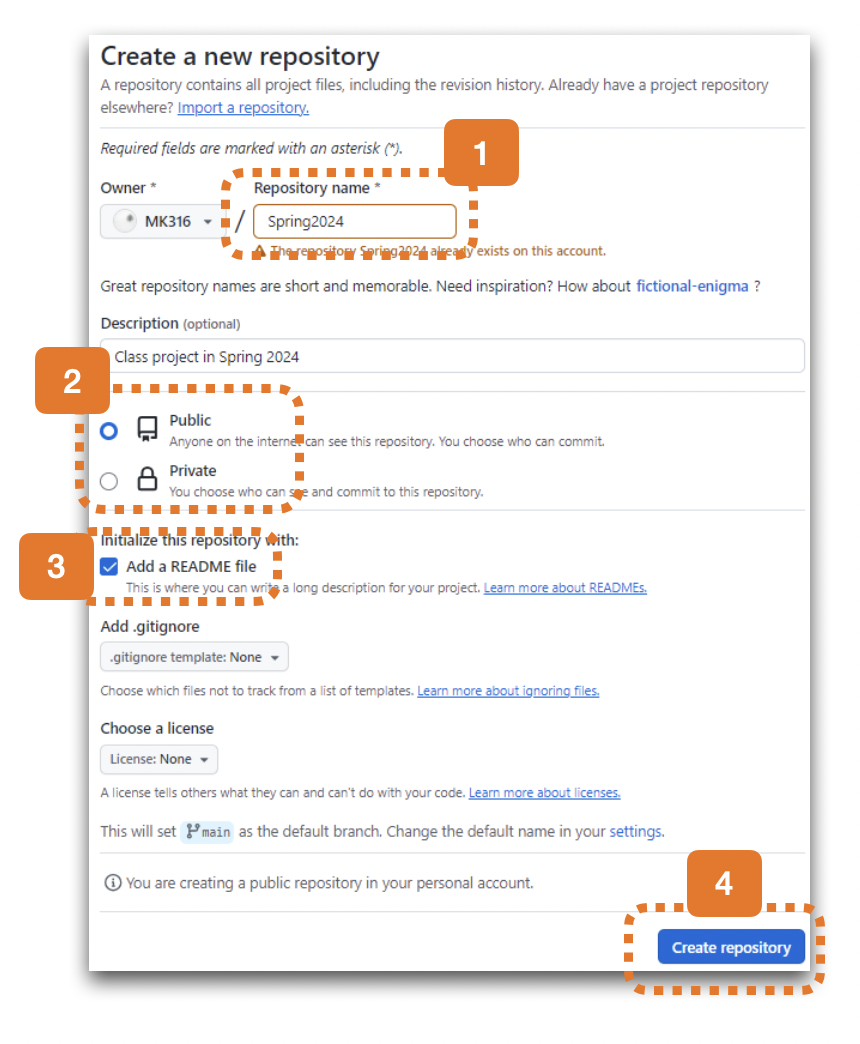 Create a new repository
A repository contains all project files, including the revision history. Already have a project repository
elsewhere? Import a repository.
Required fields are marked with an asterisk (*).
1
Owner *
Repository name *
MK316
/
Spring2024
The repository Spring2024 already exists on this account.
Great repository names are short and memorable. Need inspiration? How about fictional-enigma ?
Description (optional)
Class project in Spring 2024
2
Public
Anyone on the internet can see this repository. You choose who can commit.
Private
You choose who can see and commit to this repository.
Initialize this repository with:
3
Add a README file
This is where you can write a long description for your project. Learn more about READMEs.
Add .gitignore
.gitignore template: None
Choose which files not to track from a list of templates. Learn more about ignoring files.
Choose a license
License: None
A license tells others what they can and can't do with your code. Learn more about licenses.
This will set main as the default branch. Change the default name in your settings.
You are creating a public repository in your personal account.
4
Create repository